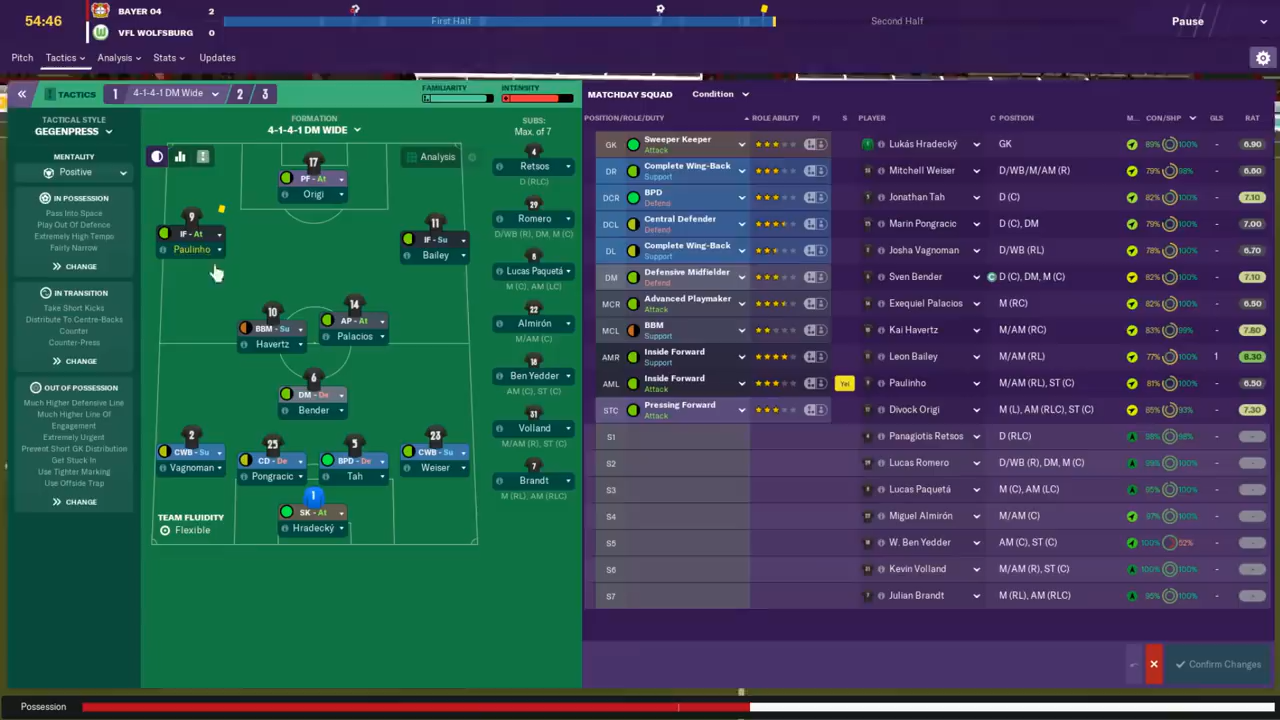 54:46
BAYER 04 2
VFL WOLFSBURG 0
First Half
Second Half
Pause
Pitch Tactics Analysis Stats Updates
TACTICS 1 4-1-4-1 DM Wide 2 3
FAMILIARITY
INTENSITY
TACTICAL STYLE
GEGENPRESS
MENTALITY
Positive
IN POSSESSION
Pass Into Space
Play Out Of Defence
Extremely High Tempo
Fairly Narrow
CHANGE
IN TRANSITION
Take Short Kicks
Distribute To Centre-Backs
Counter
Counter-Press
CHANGE
OUT OF POSSESSION
Much Higher Defensive Line
Much Higher Line Of
Engagement
Extremely Urgent
Prevent Short GK Distribution
Get Stuck In
Use Tighter Marking
Use Offside Trap
CHANGE
FORMATION
4-1-4-1 DM WIDE
Analysis
17
PF - At
Origi
9
IF - At
Paulinho
11
IF - Su
Bailey
10
BBM - Su
Havertz
14
AP - At
Palacios
6
DM - De
Bender
2
CWB - Su
Vagnoman
25
CD - De
Pongracic
5
BPD - De
Tah
23
CWB - Su
Weiser
1
SK - At
Hradecký
TEAM FLUIDITY
Flexible
SUBS:
Max. of 7
4
Retsos
D (RLC)
29
Romero
D/WB (R), DM, M (C)
8
Lucas Paquetá
M (C), AM (LC)
22
Almirón
M/AM (C)
18
Ben Yedder
AM (C), ST (C)
31
Volland
M/AM (R), ST (C)
7
Brandt
M (RL), AM (RLC)
MATCHDAY SQUAD Condition
POSITION/ROLE/DUTY ROLE ABILITY PI S PLAYER C POSITION M... CON/SHP GLS RAT
GK Sweeper Keeper Attack Lukás Hradecký GK 89% 100% - 6.90
DR Complete Wing-Back Support Mitchell Weiser D/WB/M/AM (R) 79% 98% - 6.60
DCR BPD Defend Jonathan Tah D (C) 82% 100% - 7.10
DCL Central Defender Defend Marin Pongracic D (C), DM 79% 100% - 7.00
DL Complete Wing-Back Support Josha Vagnoman D/WB (RL) 78% 100% - 6.70
DM Defensive Midfielder Defend Sven Bender C D (C), DM, M (C) 82% 100% - 7.10
MCR Advanced Playmaker Attack Exequiel Palacios M (RC) 82% 100% - 6.50
MCL BBM Support Kai Havertz M/AM (RC) 83% 99% - 7.80
AMR Inside Forward Support Leon Bailey M/AM (RL) 77% 100% 1 8.30
AML Inside Forward Attack Yel Paulinho M/AM (RL), ST (C) 81% 100% - 6.50
STC Pressing Forward Attack Divock Origi M (L), AM (RLC), ST (C) 85% 93% - 7.30
S1 Panagiotis Retsos D (RLC) 98% - -
S2 Lucas Romero D/WB (R), DM, M (C) 100% - -
S3 Lucas Paquetá M (C), AM (LC) 100% - -
S4 Miguel Almirón M/AM (C) 97% 100% - -
S5 W. Ben Yedder AM (C), ST (C) 100% 52% - -
S6 Kevin Volland M/AM (R), ST (C) 100% 100% - -
S7 Julian Brandt M (RL), AM (RLC) 95% 100% - -
Confirm Changes
Possession